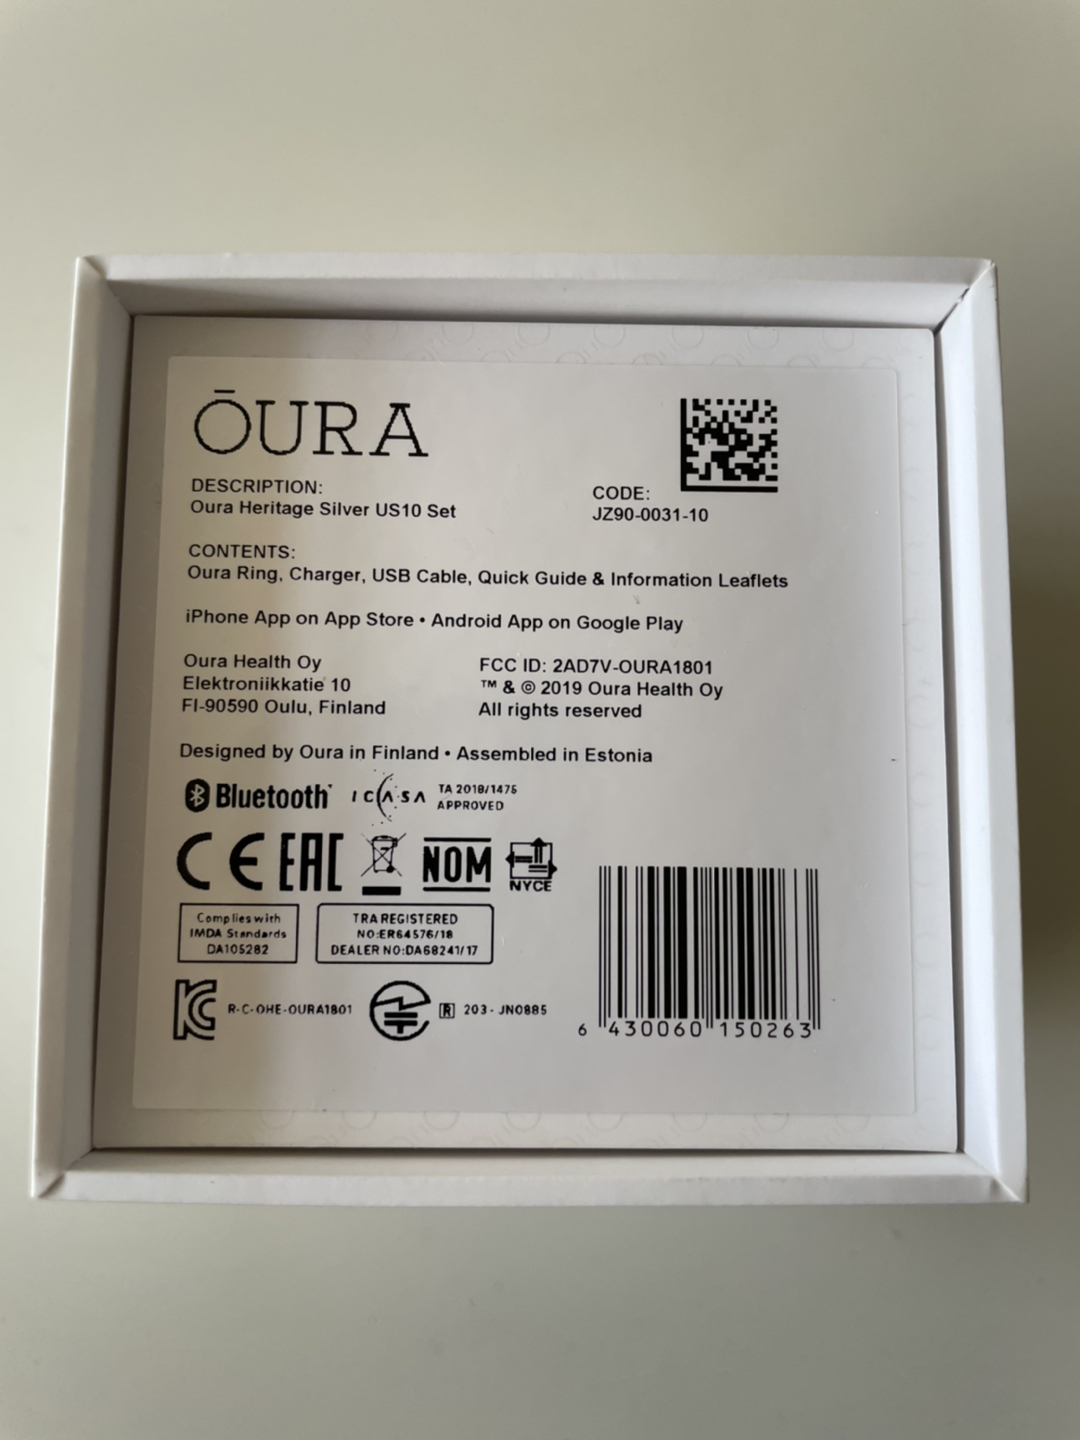 ŌURA
DESCRIPTION:
Oura Heritage Silver US10 Set
CODE:
JZ90-0031-10
CONTENTS:
Oura Ring, Charger, USB Cable, Quick Guide & Information Leaflets
iPhone App on App Store • Android App on Google Play
Oura Health Oy
Elektroniikkatie 10
FI-90590 Oulu, Finland
FCC ID: 2AD7V-OURA1801
™ & © 2019 Oura Health Oy
All rights reserved
Designed by Oura in Finland • Assembled in Estonia
Bluetooth
ICASA
TA 2018/1475
APPROVED
CE EAC NOM NYCE
Complies with
IMDA Standards
DA105282
TRA REGISTERED
NO:ER64576/18
DEALER NO:DA68241/17
R-C-OHE-OURA1801
R 203-JN0885
6 430060 150263